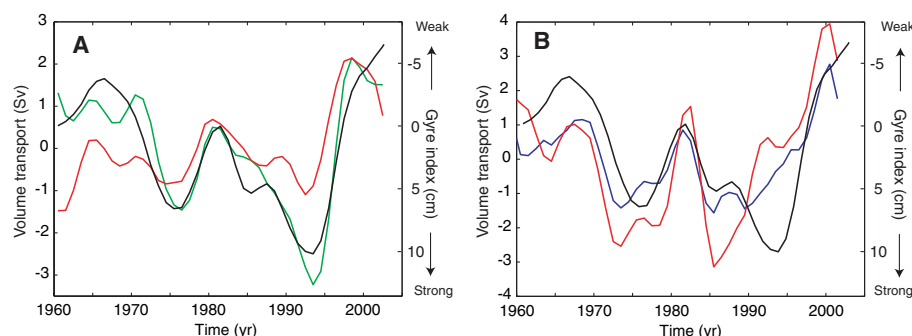 A
3
2
1
0
-1
-2
-3
Volume transport (Sv)
1960 1970 1980 1990 2000
Time (yr)
Weak
-5
0
5
10
Strong
Gyre index (cm)
B
4
3
2
1
0
-1
-2
-3
-4
Volume transport (Sv)
1960 1970 1980 1990 2000
Time (yr)
Weak
-5
0
5
10
Strong
Gyre index (cm)